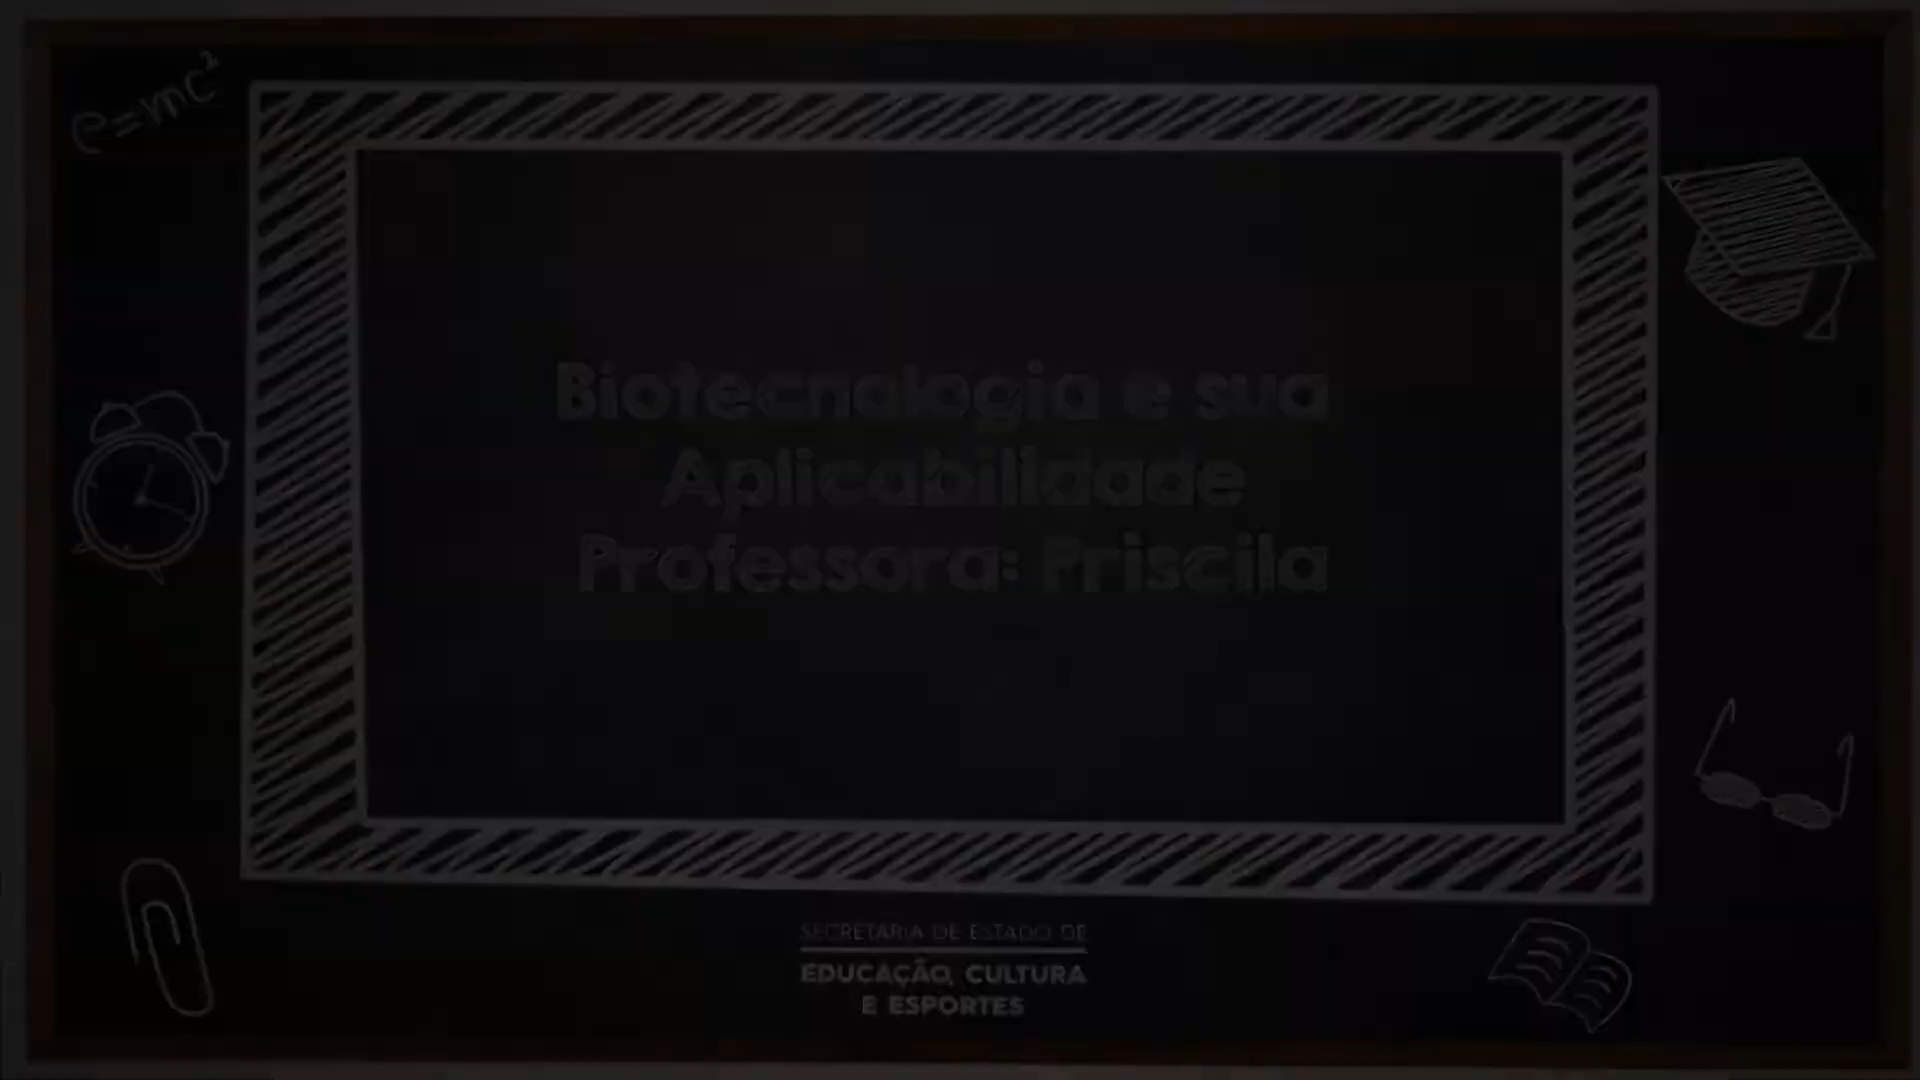 e=mc²
Biotecnologia e sua
Aplicabilidade
Professora: Priscila
SECRETARIA DE ESTADO DE
EDUCAÇÃO, CULTURA
E ESPORTES